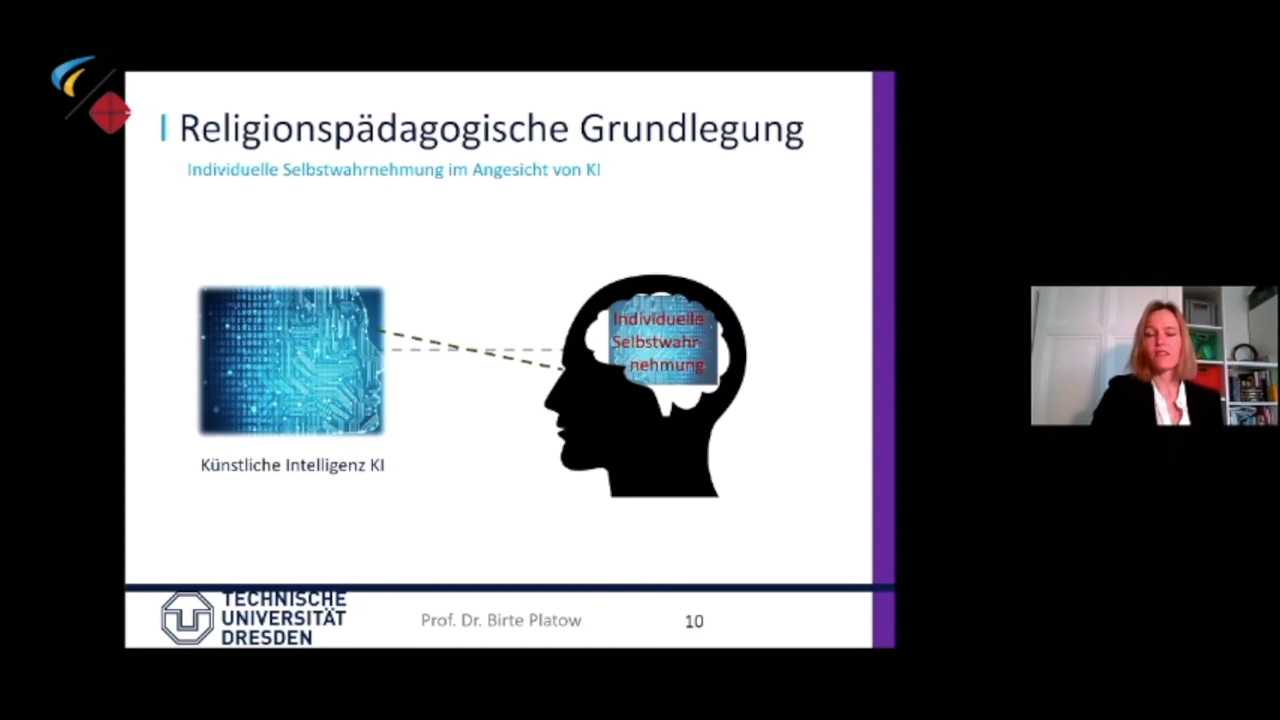 I Religionspädagogische Grundlegung
Individuelle Selbstwahrnehmung im Angesicht von KI
Individuelle
Selbstwahr-
nehmung
Künstliche Intelligenz KI
TECHNISCHE
UNIVERSITÄT
DRESDEN
Prof. Dr. Birte Platow
10